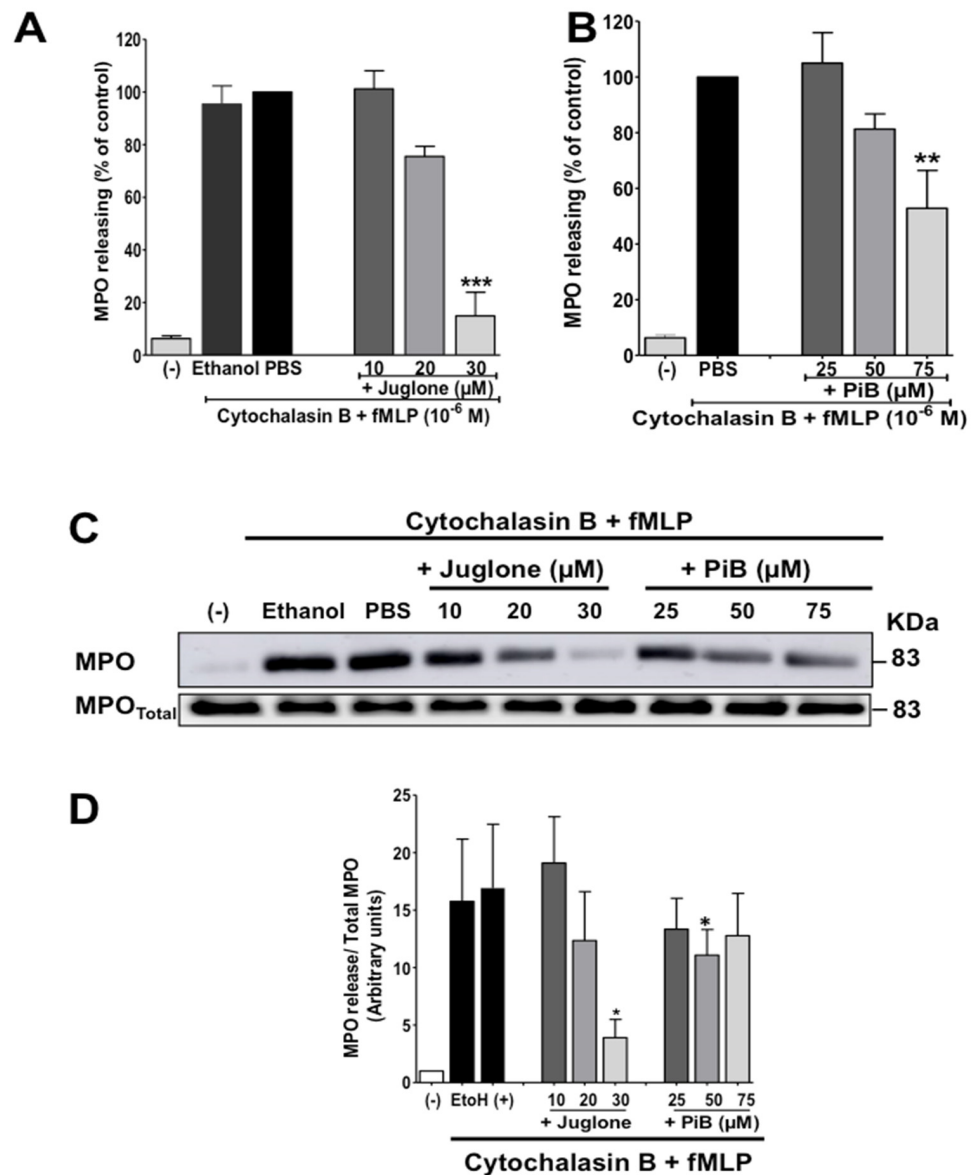 A
MPO releasing (% of control)
120
100
80
60
40
20
0
***
(-) Ethanol PBS 10 20 30
+ Juglone (µM)
Cytochalasin B + fMLP (10⁻⁶ M)
B
MPO releasing (% of control)
120
100
80
60
40
20
0
**
(-) PBS 25 50 75
+ PiB (µM)
Cytochalasin B + fMLP (10⁻⁶ M)
C
Cytochalasin B + fMLP
+ Juglone (µM) + PiB (µM)
(-) Ethanol PBS 10 20 30 25 50 75
KDa
MPO 83
MPO Total 83
D
MPO release/ Total MPO
(Arbitrary units)
25
20
15
10
5
0
* *
(-) EtoH (+) 10 20 30 25 50 75
+ Juglone + PiB (µM)
Cytochalasin B + fMLP